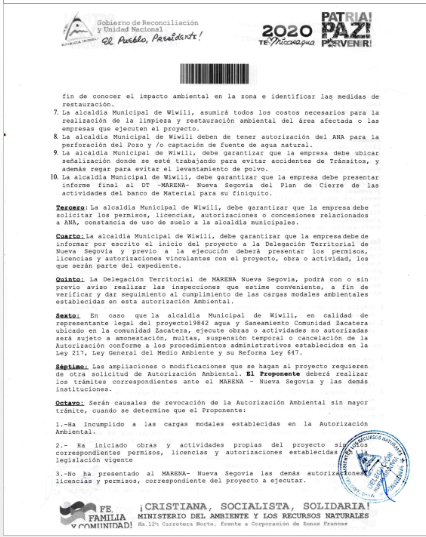 Gobierno de Reconciliación
y Unidad Nacional
El Pueblo, Presidente!
2020
TE Nicaragua
PATRIA!
PAZ!
PORVENIR!
fin de conocer el impacto ambiental en la zona e identificar las medidas de
restauración.
7. La alcaldía Municipal de Wiwilí, asumirá todos los costos necesarios para la
realización de la limpieza y restauración ambiental del área afectada o las
empresas que ejecuten el proyecto.
8. La alcaldía Municipal de Wiwilí deben de tener autorización del ANA para la
perforación del Pozo y /o captación de fuente de agua natural.
9. La alcaldía Municipal de Wiwilí, debe garantizar que la empresa debe ubicar
señalización donde se esté trabajando para evitar accidentes de Tránsitos, y
además regar para evitar el levantamiento de polvo.
10. La alcaldía Municipal de Wiwilí, debe garantizar que la empresa debe presentar
informe final al DT -MARENA- Nueva Segovia del Plan de Cierre de las
actividades del banco de Material para su finiquito.
Tercero: La alcaldía Municipal de Wiwilí, debe garantizar que la empresa debe
solicitar los permisos, licencias, autorizaciones o concesiones relacionados
a ANA, constancia de uso de suelo a la alcaldía municipales.
Cuarto: La alcaldía Municipal de Wiwilí, debe garantizar que la empresa debe de
informar por escrito el inicio del proyecto a la Delegación Territorial de
Nueva Segovia y previo a la ejecución deberá presentar los permisos,
licencias y autorizaciones vinculantes con el proyecto, obra o actividad, los
que serán parte del expediente.
Quinto: La Delegación Territorial de MARENA Nueva Segovia, podrá con o sin
previo aviso realizar las inspecciones que estime conveniente, a fin de
verificar y dar seguimiento al cumplimiento de las cargas modales ambientales
establecidas en esta autorización Ambiental.
Sexto: En caso que la alcaldía Municipal de Wiwilí, en calidad de
representante legal del proyecto19842 agua y Saneamiento Comunidad Zacatera
ubicado en la comunidad Zacatera, ejecute obras o actividades no autorizadas
será sujeto a amonestación, multas, suspensión temporal o cancelación de la
Autorización conforme a los procedimientos administrativos establecidos en la
Ley 217, Ley General del Medio Ambiente y su Reforma Ley 647.
Séptimo: Las ampliaciones o modificaciones que se hagan al proyecto requieren
de otra solicitud de Autorización Ambiental. El Proponente deberá realizar
los trámites correspondientes ante el MARENA - Nueva Segovia y las demás
instituciones.
Octavo: Serán causales de revocación de la Autorización Ambiental sin mayor
trámite, cuando se determine que el Proponente:
1.-Ha incumplido a las cargas modales establecidas en la Autorización
Ambiental.
2.- Ha iniciado obras y actividades propias del proyecto sin los
correspondientes permisos, licencias y autorizaciones establecidas
legislación vigente
3.-No ha presentado al MARENA- Nueva Segovia las demás autorizaciones,
licencias y permisos, correspondiente del proyecto a ejecutar.
FE,
FAMILIA
Y COMUNIDAD!
¡CRISTIANA, SOCIALISTA, SOLIDARIA!
MINISTERIO DEL AMBIENTE Y LOS RECURSOS NATURALES
Km.12½ Carretera Norte, frente a Corporación de Zonas Francas